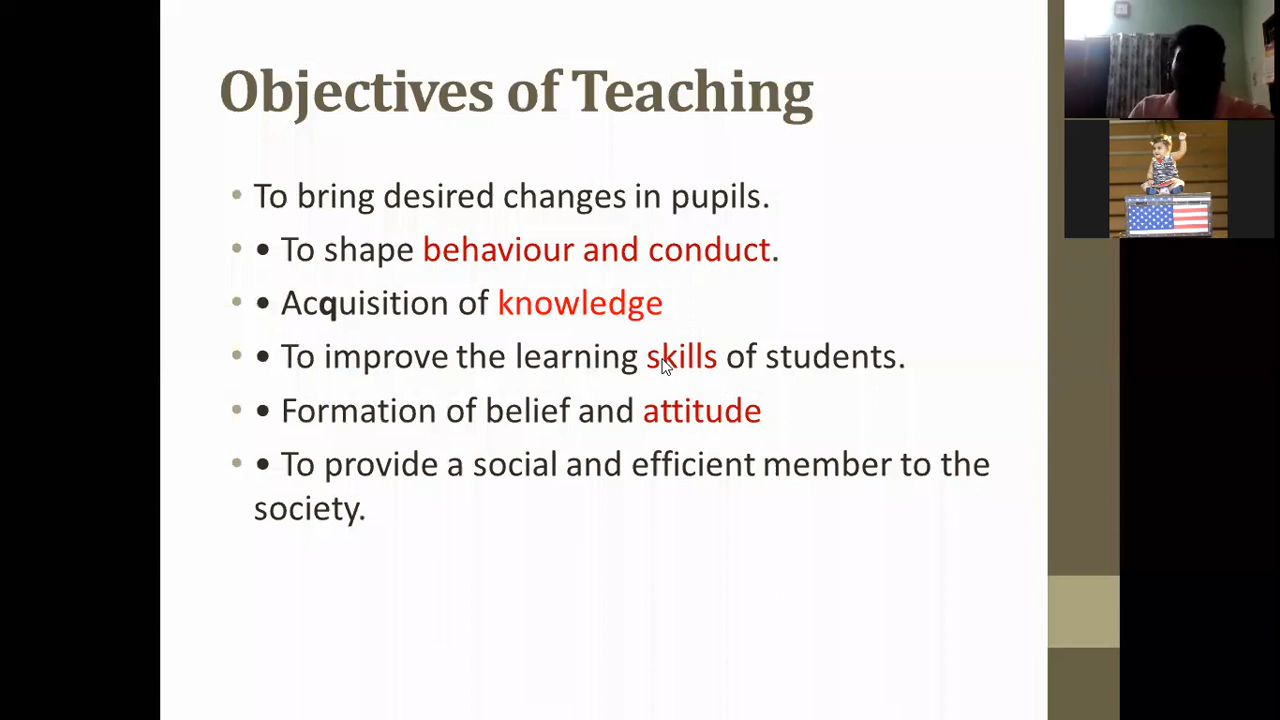 Objectives of Teaching
• To bring desired changes in pupils.
• • To shape behaviour and conduct.
• • Acquisition of knowledge
• • To improve the learning skills of students.
• • Formation of belief and attitude
• • To provide a social and efficient member to the
society.